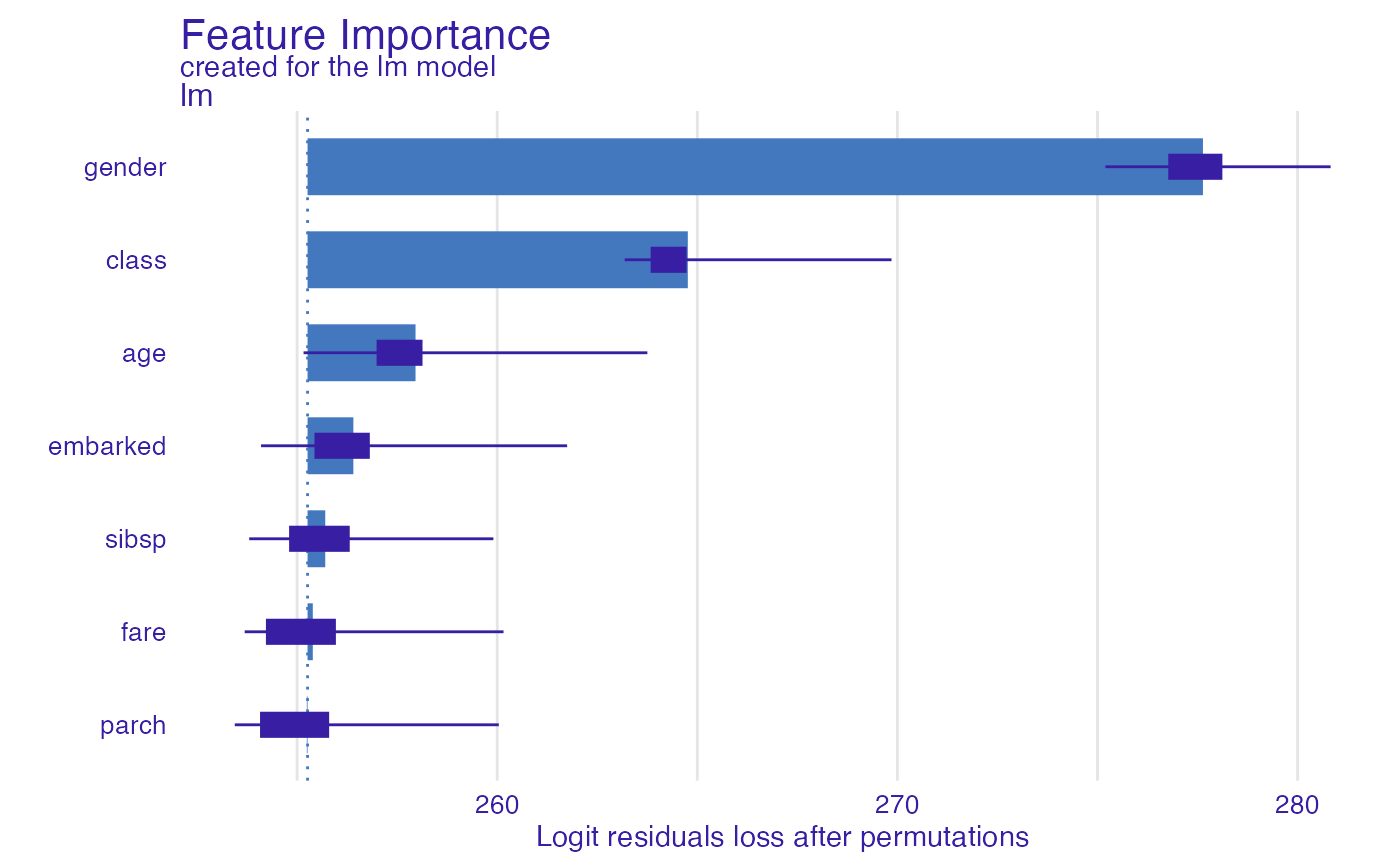 Feature Importance
created for the lm model
lm
gender
class
age
embarked
sibsp
fare
parch
260 270 280
Logit residuals loss after permutations